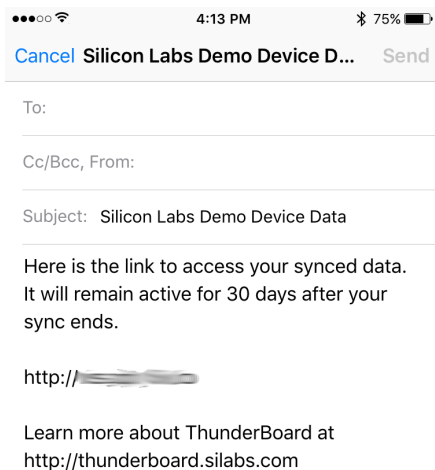 4:13 PM 75%
Cancel Silicon Labs Demo Device D... Send
To:
Cc/Bcc, From:
Subject: Silicon Labs Demo Device Data
Here is the link to access your synced data.
It will remain active for 30 days after your
sync ends.
http://
Learn more about ThunderBoard at
http://thunderboard.silabs.com